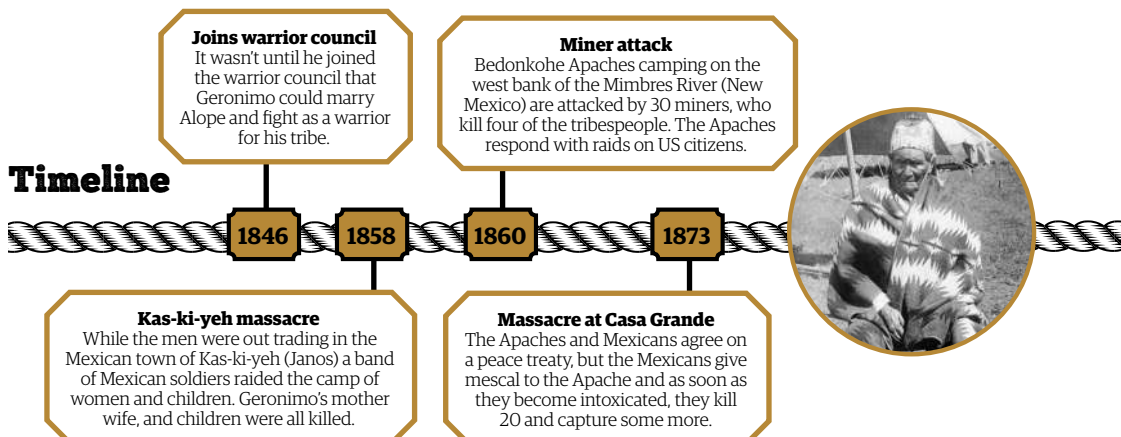 Joins warrior council
It wasn't until he joined
the warrior council that
Geronimo could marry
Alope and fight as a warrior
for his tribe.
Miner attack
Bedonkohe Apaches camping on the
west bank of the Mimbres River (New
Mexico) are attacked by 30 miners, who
kill four of the tribespeople. The Apaches
respond with raids on US citizens.
Timeline
1846
1858
1860
1873
Kas-ki-yeh massacre
While the men were out trading in the
Mexican town of Kas-ki-yeh (Janos) a band
of Mexican soldiers raided the camp of
women and children. Geronimo's mother
wife, and children were all killed.
Massacre at Casa Grande
The Apaches and Mexicans agree on
a peace treaty, but the Mexicans give
mescal to the Apache and as soon as
they become intoxicated, they kill
20 and capture some more.